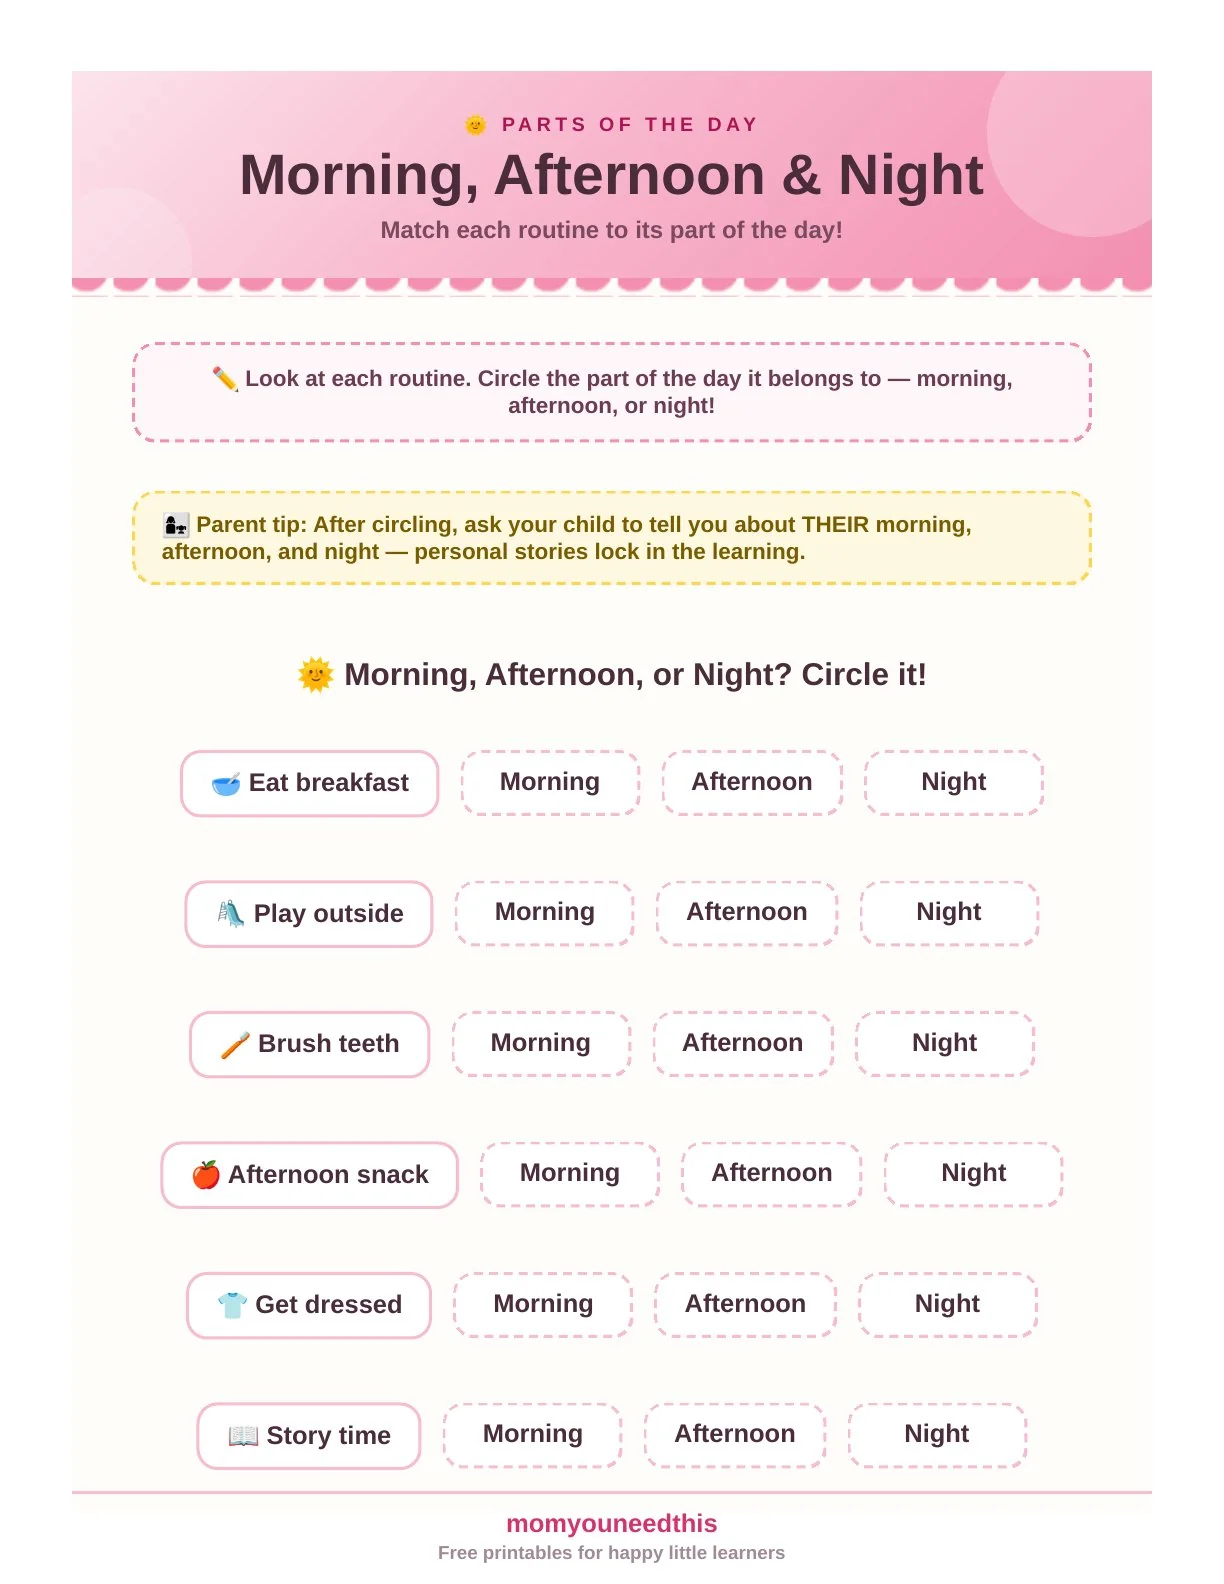 🌞 PARTS OF THE DAY
Morning, Afternoon & Night
Match each routine to its part of the day!
✏️ Look at each routine. Circle the part of the day it belongs to — morning,
afternoon, or night!
👩‍👧 Parent tip: After circling, ask your child to tell you about THEIR morning,
afternoon, and night — personal stories lock in the learning.
🌞 Morning, Afternoon, or Night? Circle it!
🥣 Eat breakfast Morning Afternoon Night
🛝 Play outside Morning Afternoon Night
🪥 Brush teeth Morning Afternoon Night
🍎 Afternoon snack Morning Afternoon Night
👕 Get dressed Morning Afternoon Night
📖 Story time Morning Afternoon Night
momyouneedthis
Free printables for happy little learners